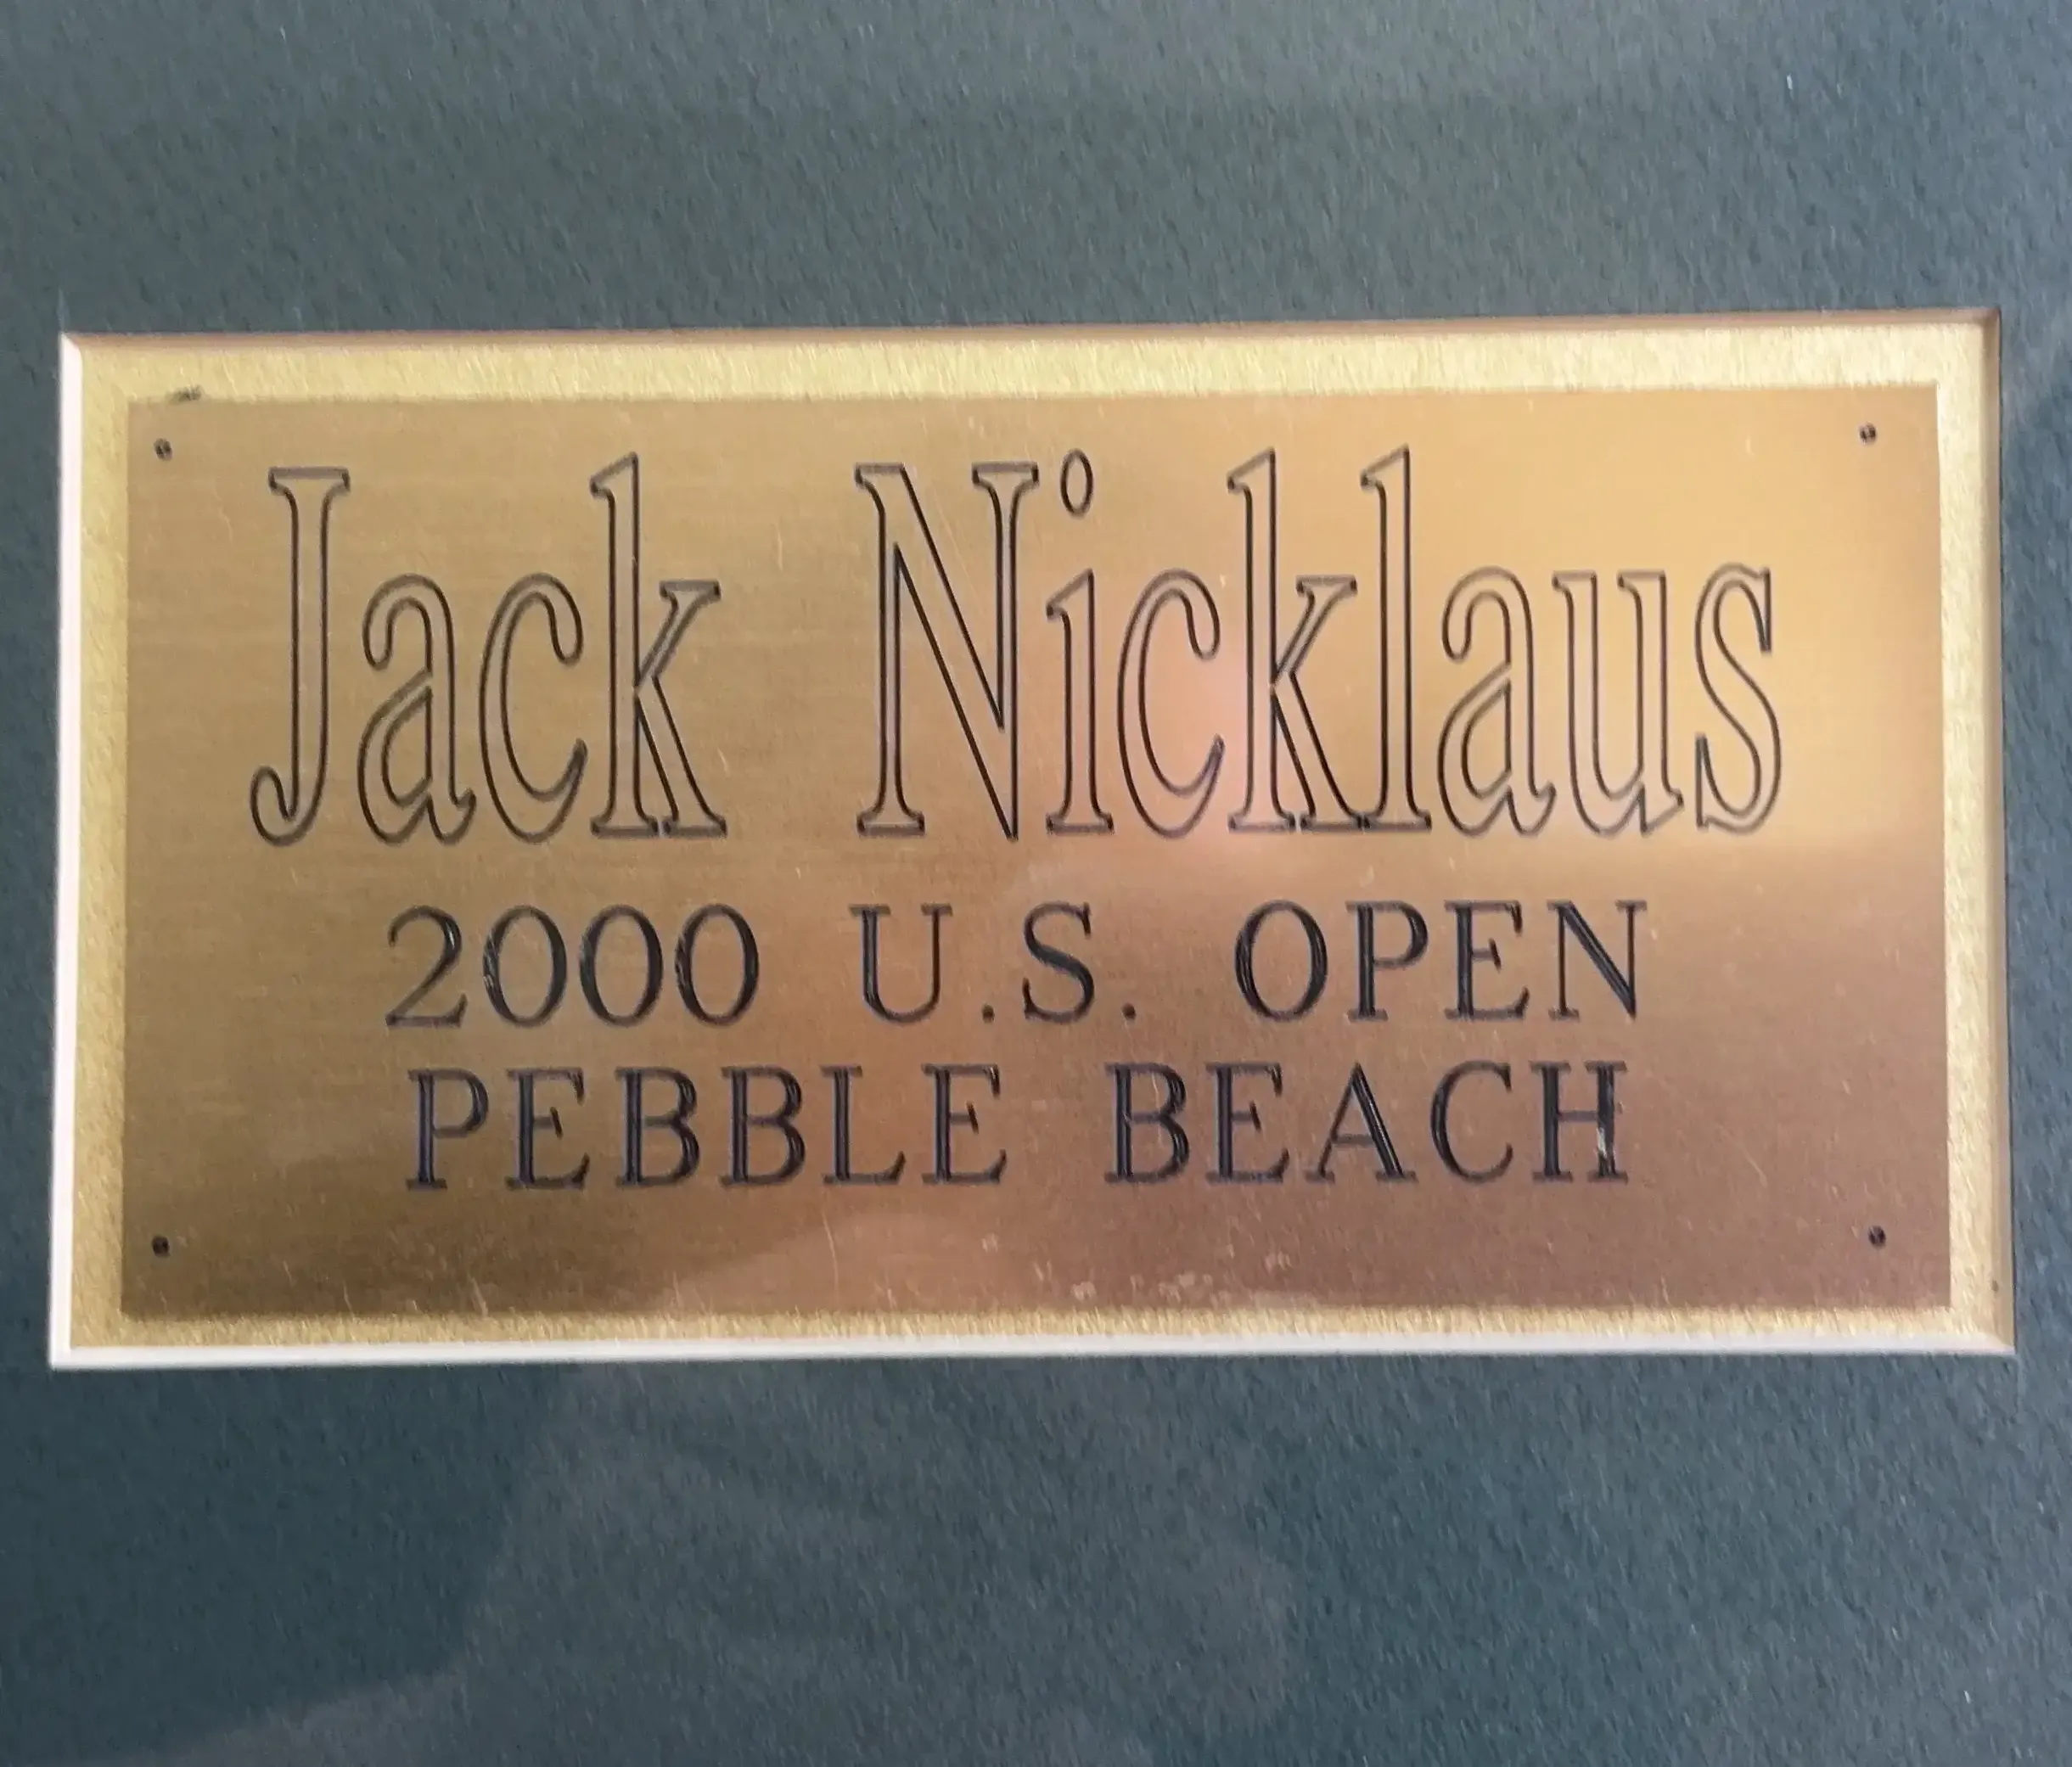 Jack Nicklaus
2000 U.S. OPEN
PEBBLE BEACH